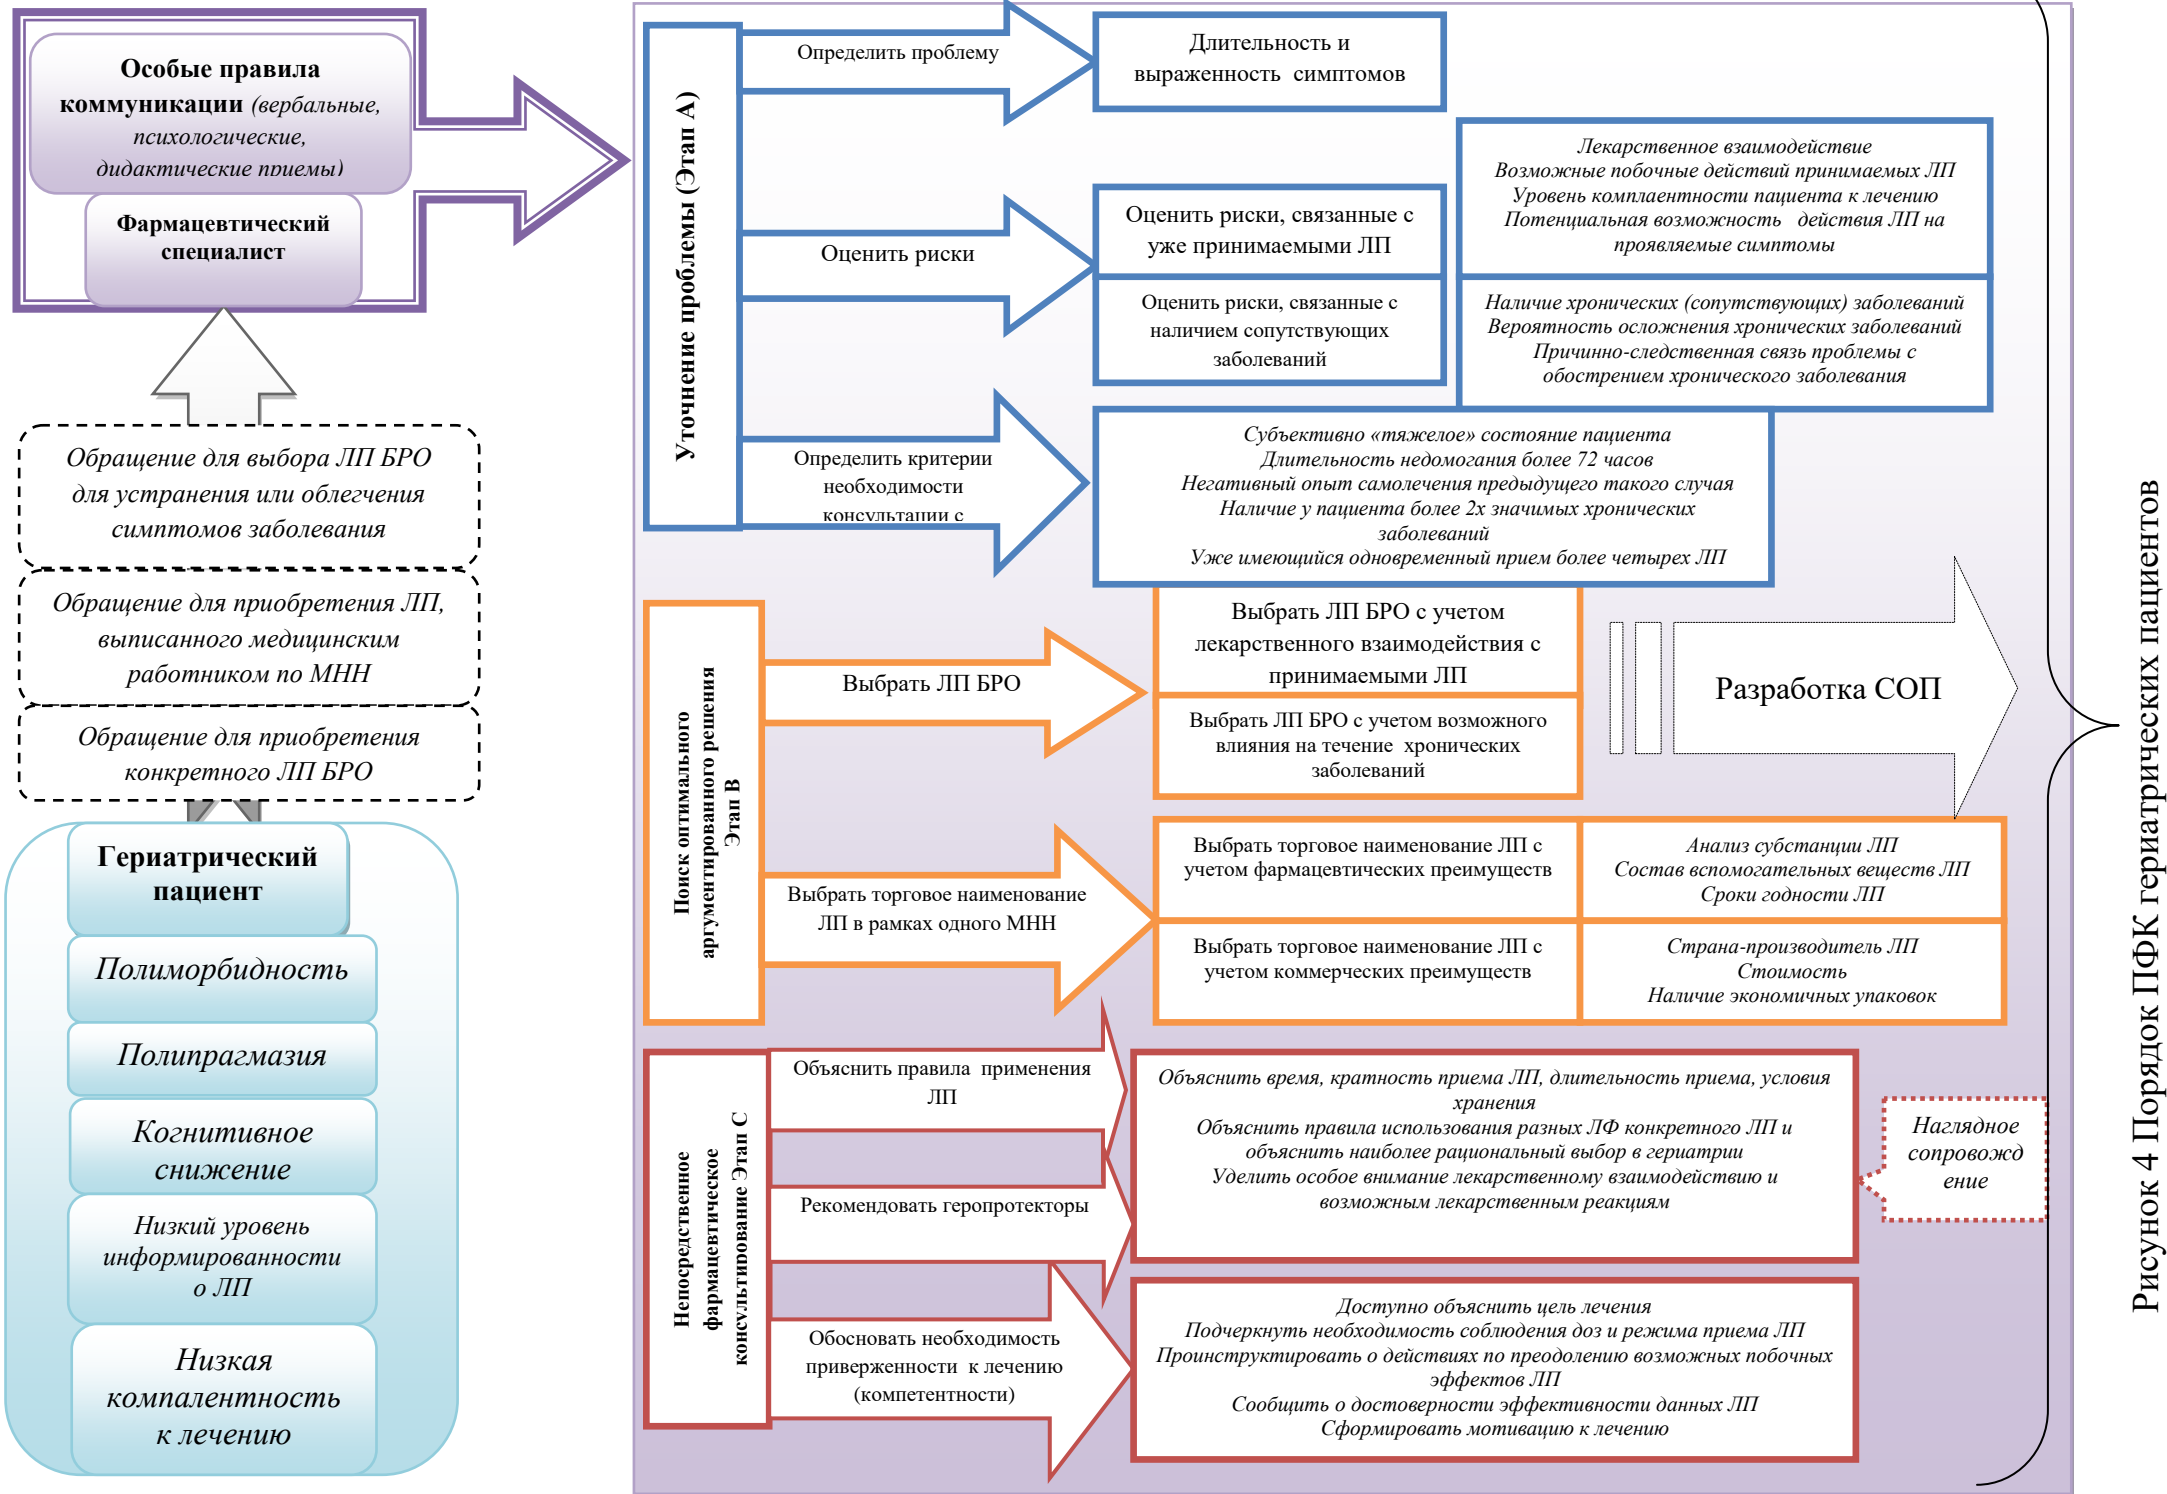 Особые правила
коммуникации (вербальные,
психологические,
дидактические приемы)
Фармацевтический
специалист
Обращение для выбора ЛП БРО
для устранения или облегчения
симптомов заболевания
Обращение для приобретения ЛП,
выписанного медицинским
работником по МНН
Обращение для приобретения
конкретного ЛП БРО
Гериатрический
пациент
Полиморбидность
Полипрагмазия
Когнитивное
снижение
Низкий уровень
информированности
о ЛП
Низкая
компалентность
к лечению
Уточнение проблемы (Этап А)
Определить проблему
Длительность и
выраженность симптомов
Оценить риски
Оценить риски, связанные с
уже принимаемыми ЛП
Лекарственное взаимодействие
Возможные побочные действий принимаемых ЛП
Уровень комплаентности пациента к лечению
Потенциальная возможность действия ЛП на
проявляемые симптомы
Оценить риски, связанные с
наличием сопутствующих
заболеваний
Наличие хронических (сопутствующих) заболеваний
Вероятность осложнения хронических заболеваний
Причинно-следственная связь проблемы с
обострением хронического заболевания
Определить критерии
необходимости
консультации с
Субъективно «тяжелое» состояние пациента
Длительность недомогания более 72 часов
Негативный опыт самолечения предыдущего такого случая
Наличие у пациента более 2х значимых хронических
заболеваний
Уже имеющийся одновременный прием более четырех ЛП
Поиск оптимального
аргументированного решения
Этап В
Выбрать ЛП БРО
Выбрать ЛП БРО с учетом
лекарственного взаимодействия с
принимаемыми ЛП
Выбрать ЛП БРО с учетом возможного
влияния на течение хронических
заболеваний
Разработка СОП
Выбрать торговое наименование
ЛП в рамках одного МНН
Выбрать торговое наименование ЛП с
учетом фармацевтических преимуществ
Анализ субстанции ЛП
Состав вспомогательных веществ ЛП
Сроки годности ЛП
Выбрать торговое наименование ЛП с
учетом коммерческих преимуществ
Страна-производитель ЛП
Стоимость
Наличие экономичных упаковок
Непосредственное
фармацевтическое
консультирование Этап С
Объяснить правила применения
ЛП
Рекомендовать геропротекторы
Объяснить время, кратность приема ЛП, длительность приема, условия
хранения
Объяснить правила использования разных ЛФ конкретного ЛП и
объяснить наиболее рациональный выбор в гериатрии
Уделить особое внимание лекарственному взаимодействию и
возможным лекарственным реакциям
Наглядное
сопровожд
ение
Обосновать необходимость
приверженности к лечению
(компетентности)
Доступно объяснить цель лечения
Подчеркнуть необходимость соблюдения доз и режима приема ЛП
Проинструктировать о действиях по преодолению возможных побочных
эффектов ЛП
Сообщить о достоверности эффективности данных ЛП
Сформировать мотивацию к лечению
Рисунок 4 Порядок ПФК гериатрических пациентов